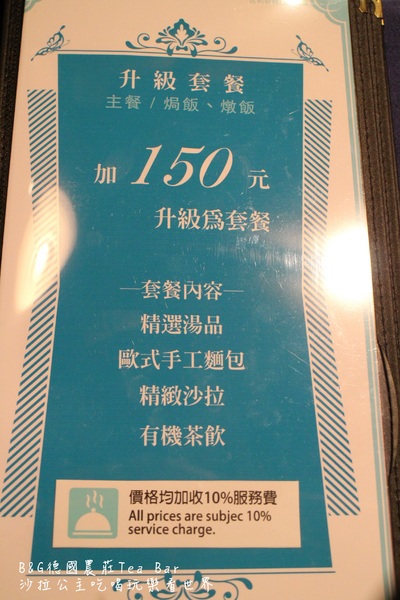 升級套餐
主餐/焗飯、燉飯
加 150 元
升級為套餐
—套餐內容—
精選湯品
歐式手工麵包
精緻沙拉
有機茶飲
價格均加收10%服務費
All prices are subjec 10%
service charge.
B&G德國農莊Tea Bar
沙拉公主吃喝玩樂看世界